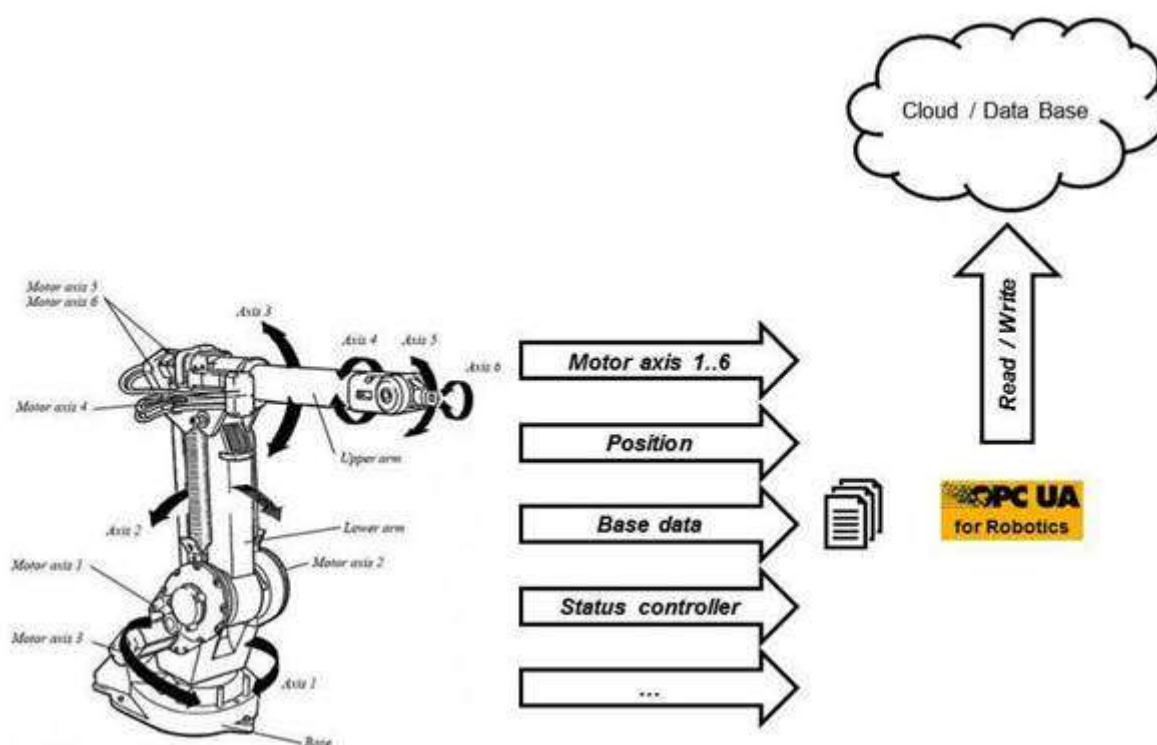 Cloud / Data Base
Read / Write
Motor axis 5
Motor axis 6
Axis 3
Axis 4
Axis 5
Axis 6
Motor axis 4
Upper arm
Axis 2
Lower arm
Motor axis 1
Motor axis 2
Motor axis 3
Axis 1
Base
Motor axis 1..6
Position
Base data
Status controller
...
OPC UA
for Robotics